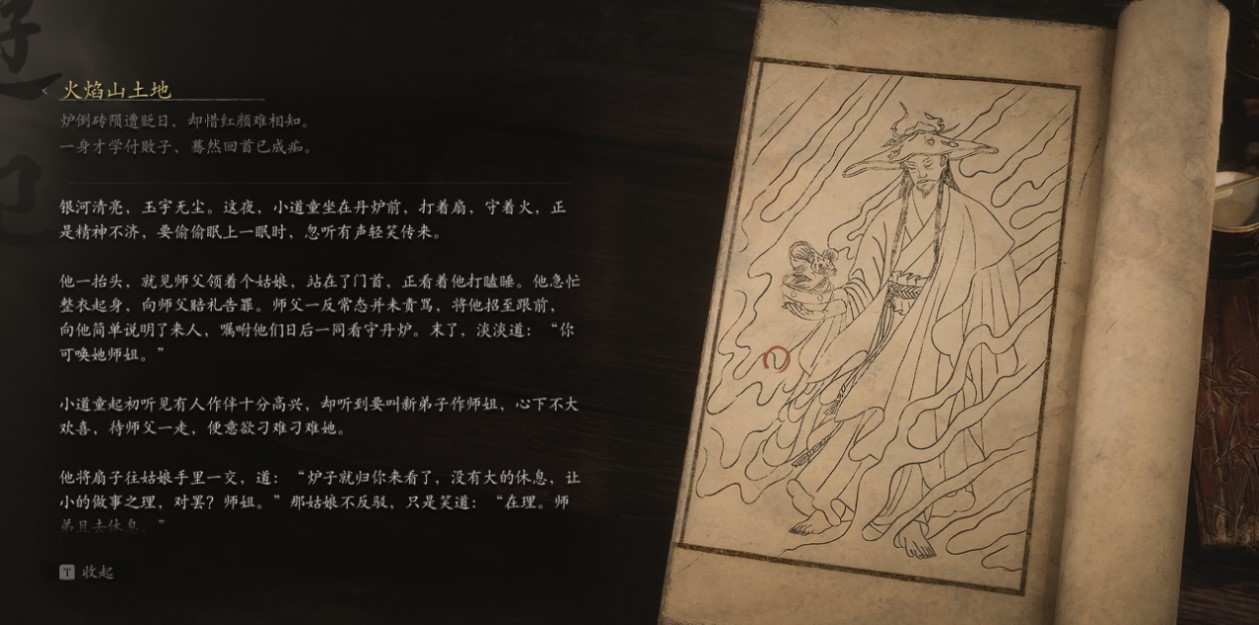 火焰山土地
炉倒砖陨遭贬日，却惜红颜难相知。
一身才学付败子，蓦然回首已成痴。
银河清亮，玉宇无尘。这夜，小道童坐在丹炉前，打着扇，守着火，正
是精神不济，要偷偷眠上一眠时，忽听有声轻笑传来。
他一抬头，就见师父领着个姑娘，站在了门首，正看着他打瞌睡。他急忙
整衣起身，向师父赔礼告罪。师父一反常态并未责骂，将他招至跟前，
向他简单说明了来人，嘱咐他们日后一同看守丹炉。末了，淡淡道：“你
可唤她师姐。”
小道童起初听见有人作伴十分高兴，却听到要叫新弟子作师姐，心下不大
欢喜，待师父一走，便意欲刁难刁难她。
他将扇子往姑娘手里一交，道：“炉子就归你来看了，没有大的休息，让
小的做事之理，对罢？师姐。”那姑娘不反驳，只是笑道：“在理。师
弟且去休息。”
T 收起